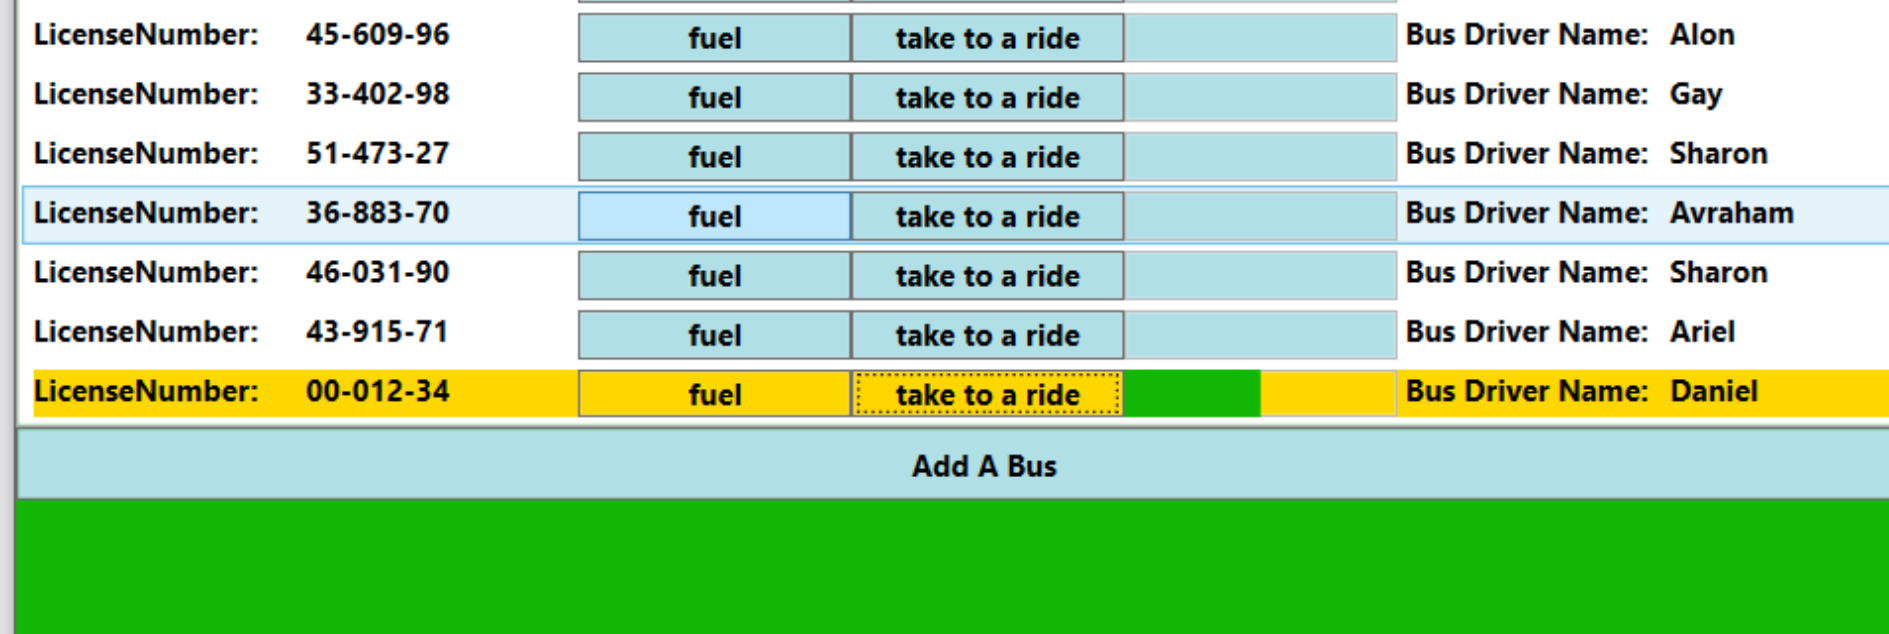 LicenseNumber: 45-609-96 fuel take to a ride Bus Driver Name: Alon
LicenseNumber: 33-402-98 fuel take to a ride Bus Driver Name: Gay
LicenseNumber: 51-473-27 fuel take to a ride Bus Driver Name: Sharon
LicenseNumber: 36-883-70 fuel take to a ride Bus Driver Name: Avraham
LicenseNumber: 46-031-90 fuel take to a ride Bus Driver Name: Sharon
LicenseNumber: 43-915-71 fuel take to a ride Bus Driver Name: Ariel
LicenseNumber: 00-012-34 fuel take to a ride Bus Driver Name: Daniel
Add A Bus